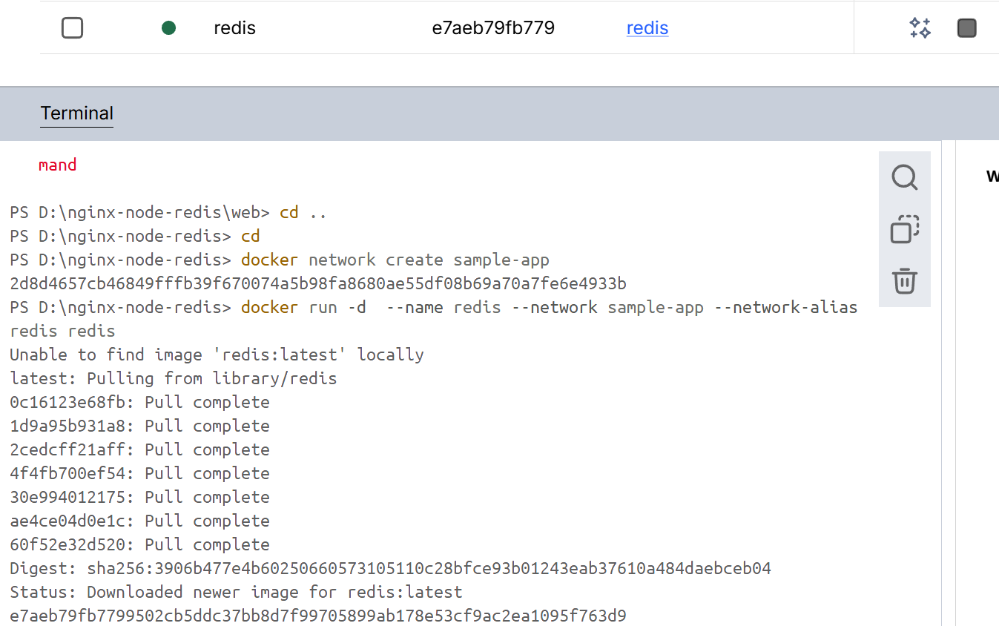 redis e7aeb79fb779 redis
Terminal
mand
PS D:\nginx-node-redis\web> cd ..
PS D:\nginx-node-redis> cd
PS D:\nginx-node-redis> docker network create sample-app
2d8d4657cb46849fffb39f670074a5b98fa8680ae55df08b69a70a7fe6e4933b
PS D:\nginx-node-redis> docker run -d  --name redis --network sample-app --network-alias
redis redis
Unable to find image 'redis:latest' locally
latest: Pulling from library/redis
0c16123e68fb: Pull complete
1d9a95b931a8: Pull complete
2cedcff21aff: Pull complete
4f4fb700ef54: Pull complete
30e994012175: Pull complete
ae4ce04d0e1c: Pull complete
60f52e32d520: Pull complete
Digest: sha256:3906b477e4b60250660573105110c28bfce93b01243eab37610a484daebceb04
Status: Downloaded newer image for redis:latest
e7aeb79fb7799502cb5ddc37bb8d7f99705899ab178e53cf9ac2ea1095f763d9